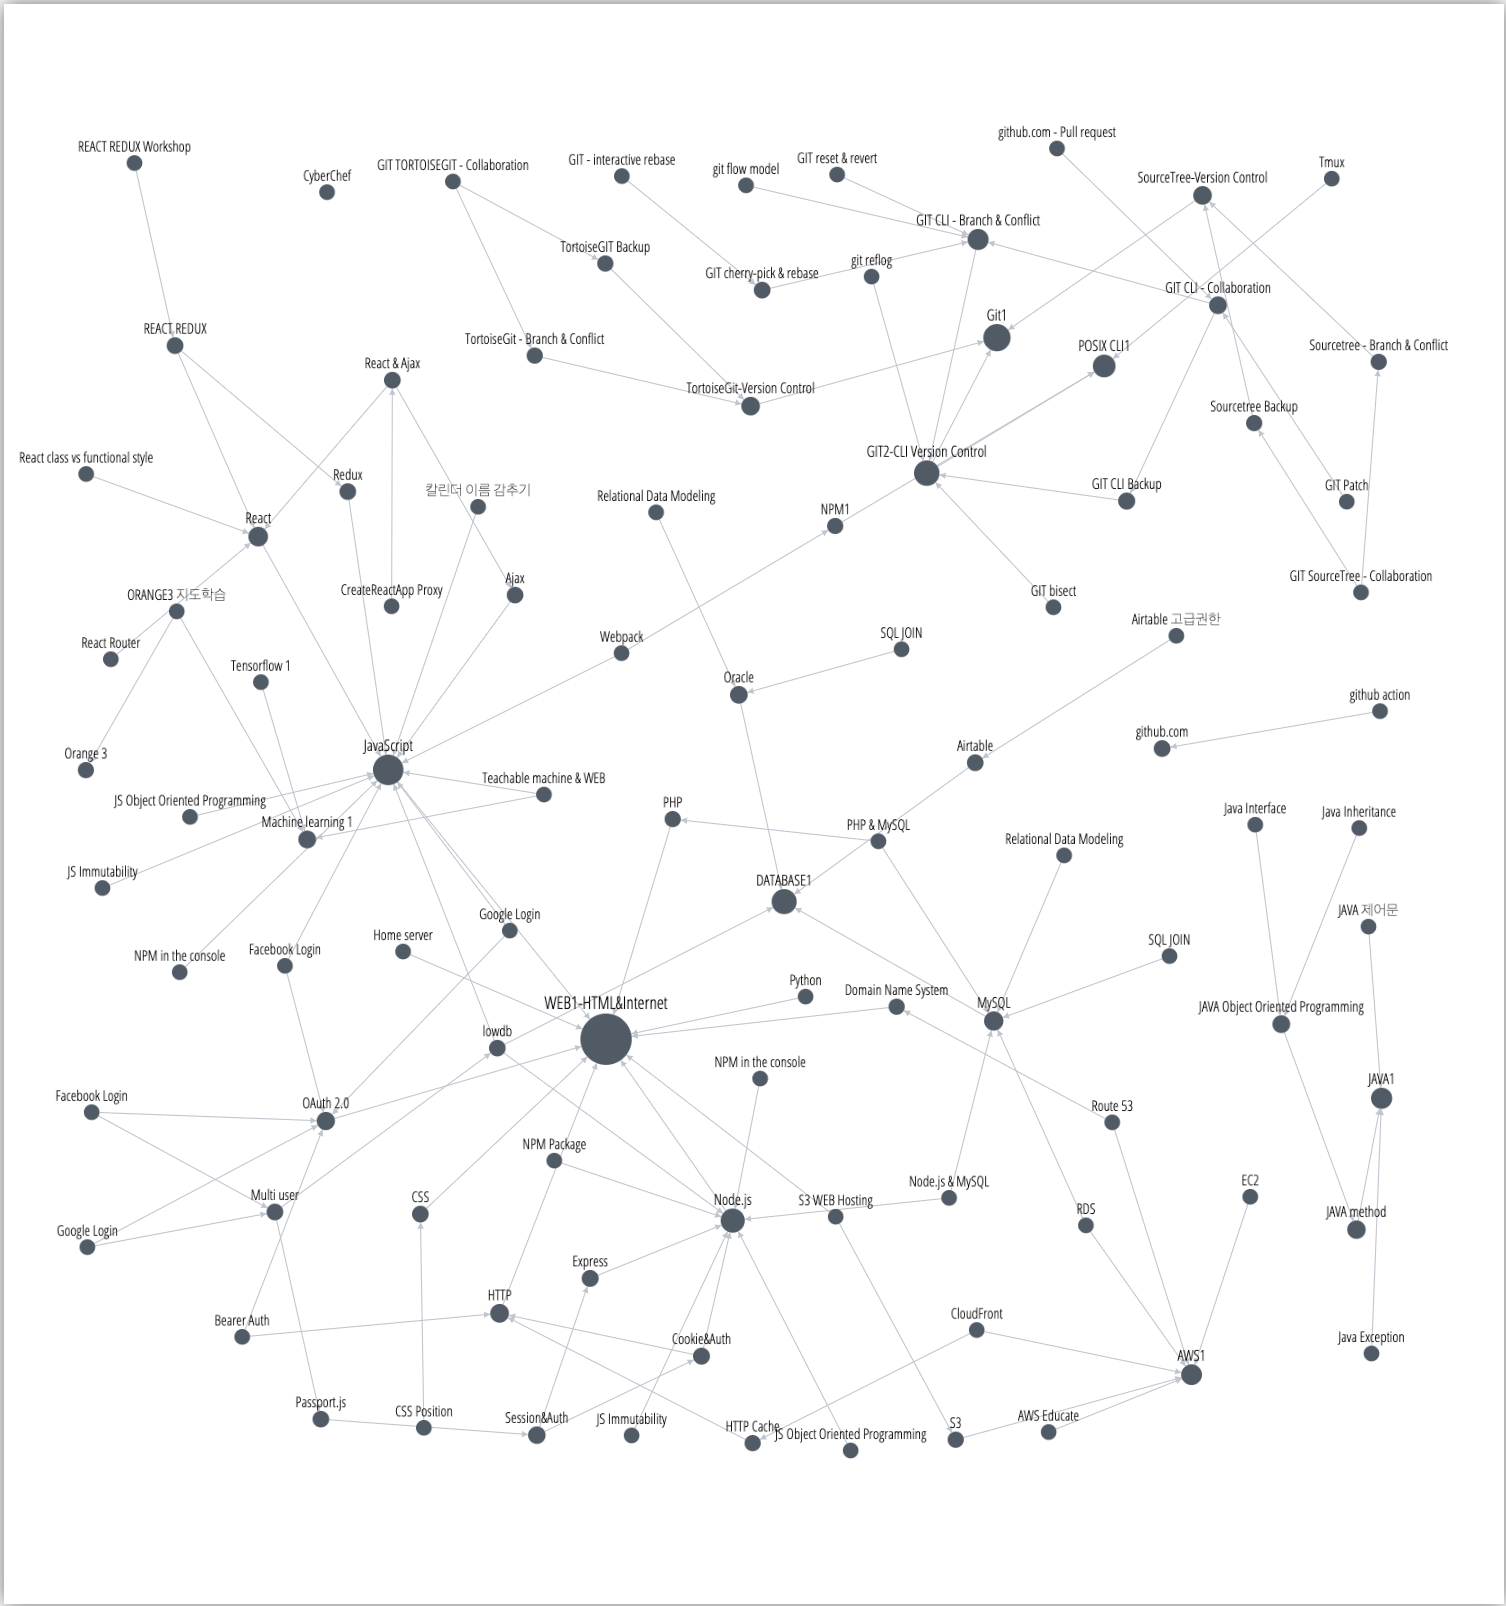 github.com - Pull request
REACT REDUX Workshop
GIT TORTOISEGIT - Collaboration
GIT - interactive rebase
GIT reset & revert
git flow model
Tmux
CyberChef
SourceTree-Version Control
GIT CLI - Branch & Conflict
TortoiseGIT Backup
git reflog
GIT cherry-pick & rebase
GIT CLI - Collaboration
Git1
REACT REDUX
TortoiseGit - Branch & Conflict
POSIX CLI1
Sourcetree - Branch & Conflict
React & Ajax
TortoiseGit-Version Control
Sourcetree Backup
GIT2-CLI Version Control
React class vs functional style
Redux
칼린더 이름 감추기
GIT CLI Backup
GIT Patch
Relational Data Modeling
NPM1
React
Ajax
GIT SourceTree - Collaboration
CreateReactApp Proxy
GIT bisect
ORANGE3 지도학습
Airtable 고급권한
React Router
Webpack
SQL JOIN
Tensorflow 1
Oracle
github action
github.com
Orange 3
JavaScript
Airtable
Teachable machine & WEB
JS Object Oriented Programming
PHP
Java Interface
Java Inheritance
Machine learning 1
PHP & MySQL
Relational Data Modeling
JS Immutability
DATABASE1
JAVA 제어문
Google Login
Home server
SQL JOIN
NPM in the console
Facebook Login
Python
Domain Name System
WEB1-HTML&Internet
MySQL
JAVA Object Oriented Programming
lowdb
NPM in the console
JAVA1
Facebook Login
OAuth 2.0
Route 53
NPM Package
EC2
Node.js & MySQL
Multi user
CSS
Node.js
S3 WEB Hosting
RDS
JAVA method
Google Login
Express
HTTP
CloudFront
Bearer Auth
Cookie&Auth
Java Exception
AWS1
Passport.js
CSS Position
Session&Auth
JS Immutability
HTTP Cache
JS Object Oriented Programming
S3
AWS Educate